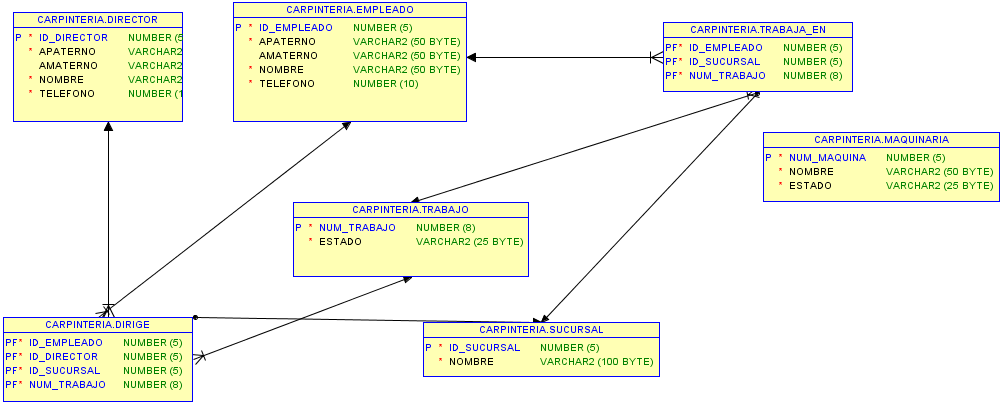 CARPINTERIA.DIRECTOR
P * ID_DIRECTOR NUMBER (5
* APATERNO VARCHAR2
AMATERNO VARCHAR2
* NOMBRE VARCHAR2
* TELEFONO NUMBER (1
CARPINTERIA.EMPLEADO
P * ID_EMPLEADO NUMBER (5)
* APATERNO VARCHAR2 (50 BYTE)
AMATERNO VARCHAR2 (50 BYTE)
* NOMBRE VARCHAR2 (50 BYTE)
* TELEFONO NUMBER (10)
CARPINTERIA.TRABAJA_EN
PF* ID_EMPLEADO NUMBER (5)
PF* ID_SUCURSAL NUMBER (5)
PF* NUM_TRABAJO NUMBER (8)
CARPINTERIA.MAQUINARIA
P * NUM_MAQUINA NUMBER (5)
* NOMBRE VARCHAR2 (50 BYTE)
* ESTADO VARCHAR2 (25 BYTE)
CARPINTERIA.TRABAJO
P * NUM_TRABAJO NUMBER (8)
* ESTADO VARCHAR2 (25 BYTE)
CARPINTERIA.DIRIGE
PF* ID_EMPLEADO NUMBER (5)
PF* ID_DIRECTOR NUMBER (5)
PF* ID_SUCURSAL NUMBER (5)
PF* NUM_TRABAJO NUMBER (8)
CARPINTERIA.SUCURSAL
P * ID_SUCURSAL NUMBER (5)
* NOMBRE VARCHAR2 (100 BYTE)